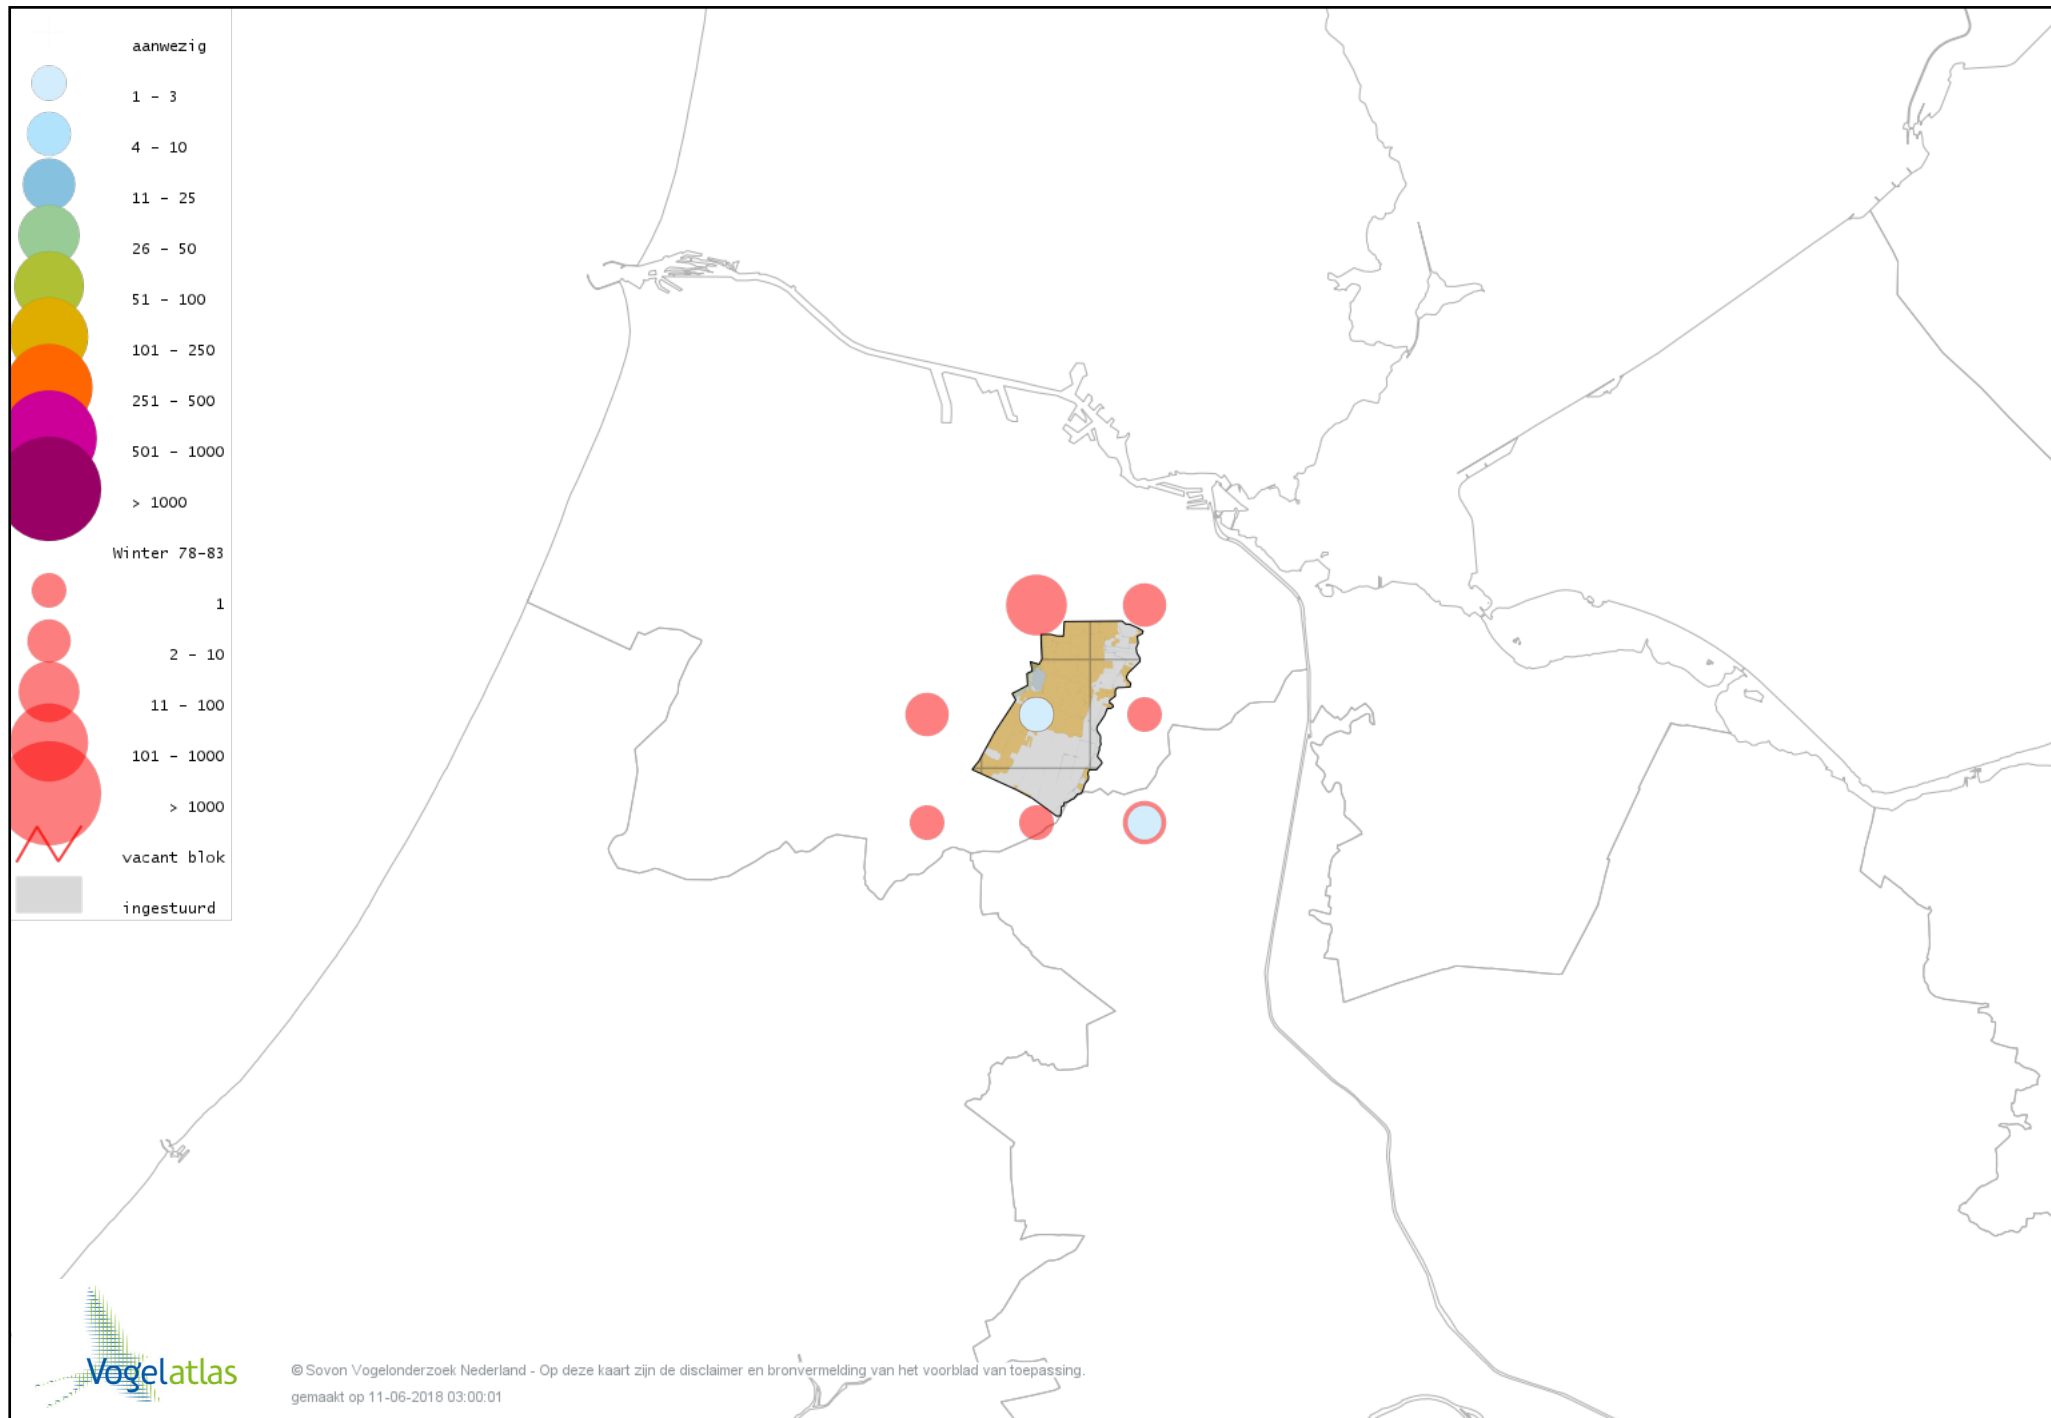 aanwezig
1 - 3
4 - 10
11 - 25
26 - 50
51 - 100
101 - 250
251 - 500
501 - 1000
> 1000
Winter 78-83
1
2 - 10
11 - 100
101 - 1000
> 1000
vacant blok
ingestuurd
Vogelatlas
© Sovon Vogelonderzoek Nederland - Op deze kaart zijn de disclaimer en bronvermelding van het voorblad van toepassing.
gemaakt op 11-06-2018 03:00:01